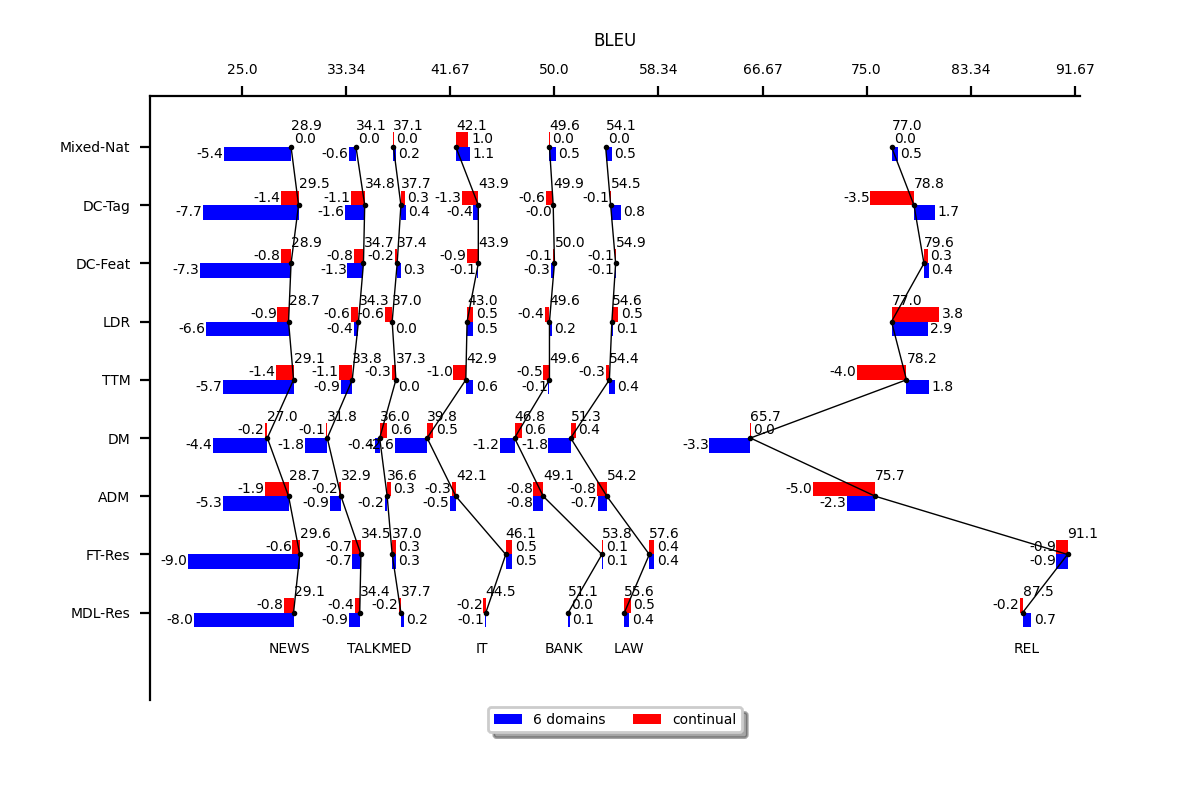 BLEU
25.0 33.34 41.67 50.0 58.34 66.67 75.0 83.34 91.67
28.9 34.1 37.1 42.1 49.6 54.1 77.0
Mixed-Nat 0.0 0.0 0.0 1.0 0.0 0.0 0.0
-5.4 -0.6 0.2 1.1 0.5 0.5 0.5
29.5 34.8 37.7 43.9 49.9 54.5 78.8
DC-Tag -1.4 -1.1 0.3 -1.3 -0.6 -0.1 -3.5
-7.7 -1.6 0.4 -0.4 -0.0 0.8 1.7
28.9 34.7 37.4 43.9 50.0 54.9 79.6
DC-Feat -0.8 -0.8 -0.2 -0.9 -0.1 -0.1 0.3
-7.3 -1.3 0.3 -0.1 -0.3 -0.1 0.4
28.7 34.3 37.0 43.0 49.6 54.6 77.0
LDR -0.9 -0.6 -0.6 0.5 -0.4 0.5 3.8
-6.6 -0.4 0.0 0.5 0.2 0.1 2.9
29.1 33.8 37.3 42.9 49.6 54.4 78.2
TTM -1.4 -1.1 -0.3 -1.0 -0.5 -0.3 -4.0
-5.7 -0.9 0.0 0.6 -0.1 0.4 1.8
27.0 31.8 36.0 39.8 46.8 51.3 65.7
DM -0.2 -0.1 0.6 0.5 0.6 0.4 0.0
-4.4 -1.8 -0.4 -2.6 -1.2 -1.8 -3.3
28.7 32.9 36.6 42.1 49.1 54.2 75.7
ADM -1.9 -0.2 0.3 -0.3 -0.8 -0.8 -5.0
-5.3 -0.9 -0.2 -0.5 -0.8 -0.7 -2.3
29.6 34.5 37.0 46.1 53.8 57.6 91.1
FT-Res -0.6 -0.7 0.3 0.5 0.1 0.4 -0.9
-9.0 -0.7 0.3 0.5 0.1 0.4 -0.9
29.1 34.4 37.7 44.5 51.1 55.6 87.5
MDL-Res -0.8 -0.4 -0.2 -0.2 0.0 0.5 -0.2
-8.0 -0.9 0.2 -0.1 0.1 0.4 0.7
NEWS TALK MED IT BANK LAW REL
6 domains continual